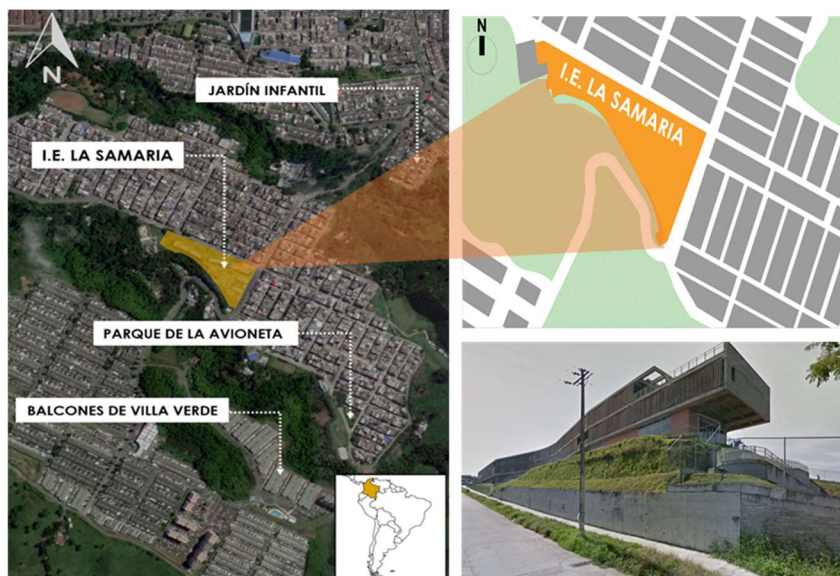 N
JARDÍN INFANTIL
I.E. LA SAMARIA
PARQUE DE LA AVIONETA
BALCONES DE VILLA VERDE
N
I.E. LA SAMARIA